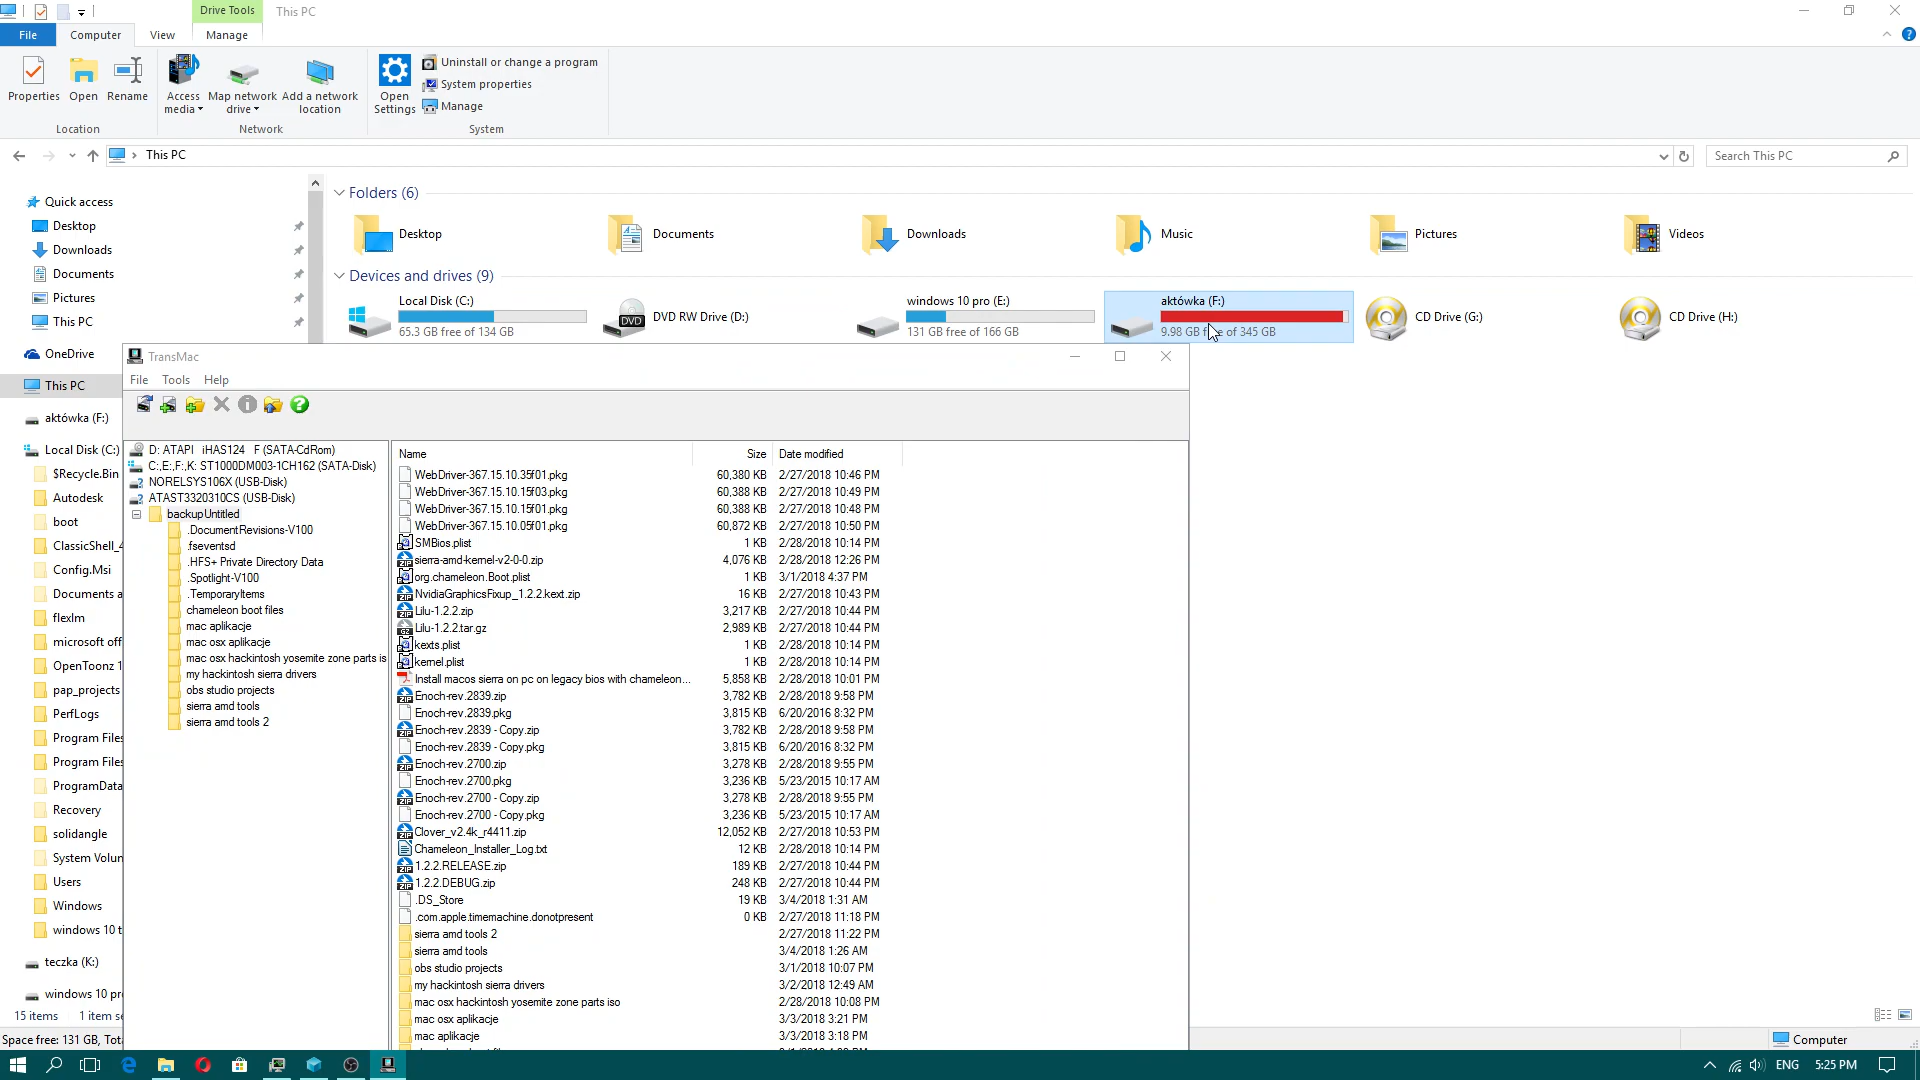 Drive Tools This PC
File Computer View Manage
Properties Open Rename Access media Map network drive Add a network location Open Settings Uninstall or change a program
System properties
Manage
Location Network System
This PC Search This PC
Quick access
Desktop
Downloads
Documents
Pictures
This PC
OneDrive
This PC
aktówka (F:)
Local Disk (C:)
$Recycle.Bin
Autodesk
boot
ClassicShell_4
Config.Msi
Documents a
flexlm
microsoft off
OpenToonz 1
pap_projects
PerfLogs
Program Files
Program Files
ProgramData
Recovery
solidangle
System Volun
Users
Windows
windows 10 t
teczka (K:)
windows 10 pr
15 items 1 item se
Space free: 131 GB, Tota
Folders (6)
Desktop Documents Downloads Music Pictures Videos
Devices and drives (9)
Local Disk (C:)
65.3 GB free of 134 GB
DVD RW Drive (D:)
windows 10 pro (E:)
131 GB free of 166 GB
aktówka (F:)
9.98 GB free of 345 GB
CD Drive (G:)
CD Drive (H:)
TransMac
File Tools Help
D: ATAPI iHAS124 F (SATA-CdRom)
C:,E:,F:,K: ST1000DM003-1CH162 (SATA-Disk)
NORELSYS106X (USB-Disk)
ATAST3320310CS (USB-Disk)
backupUntitled
.DocumentRevisions-V100
.fseventsd
.HFS+ Private Directory Data
.Spotlight-V100
.TemporaryItems
chameleon boot files
mac aplikacje
mac osx aplikacje
mac osx hackintosh yosemite zone parts is
my hackintosh sierra drivers
obs studio projects
sierra amd tools
sierra amd tools 2
Name Size Date modified
WebDriver-367.15.10.35f01.pkg 60,380 KB 2/27/2018 10:46 PM
WebDriver-367.15.10.15f03.pkg 60,388 KB 2/27/2018 10:49 PM
WebDriver-367.15.10.15f01.pkg 60,388 KB 2/27/2018 10:48 PM
WebDriver-367.15.10.05f01.pkg 60,872 KB 2/27/2018 10:50 PM
SMBios.plist 1 KB 2/28/2018 10:14 PM
sierra-amd-kernel-v2-0-0.zip 4,076 KB 2/28/2018 12:26 PM
org.chameleon.Boot.plist 1 KB 3/1/2018 4:37 PM
NvidiaGraphicsFixup_1.2.2.kext.zip 16 KB 2/27/2018 10:43 PM
Lilu-1.2.2.zip 3,217 KB 2/27/2018 10:44 PM
Lilu-1.2.2.tar.gz 2,989 KB 2/27/2018 10:44 PM
kexts.plist 1 KB 2/28/2018 10:14 PM
kernel.plist 1 KB 2/28/2018 10:14 PM
Install macos sierra on pc on legacy bios with chameleon... 5,858 KB 2/28/2018 10:01 PM
Enoch-rev.2839.zip 3,782 KB 2/28/2018 9:58 PM
Enoch-rev.2839.pkg 3,815 KB 6/20/2016 8:32 PM
Enoch-rev.2839 - Copy.zip 3,782 KB 2/28/2018 9:58 PM
Enoch-rev.2839 - Copy.pkg 3,815 KB 6/20/2016 8:32 PM
Enoch-rev.2700.zip 3,278 KB 2/28/2018 9:55 PM
Enoch-rev.2700.pkg 3,236 KB 5/23/2015 10:17 AM
Enoch-rev.2700 - Copy.zip 3,278 KB 2/28/2018 9:55 PM
Enoch-rev.2700 - Copy.pkg 3,236 KB 5/23/2015 10:17 AM
Clover_v2.4k_r4411.zip 12,052 KB 2/27/2018 10:53 PM
Chameleon_Installer_Log.txt 12 KB 2/28/2018 10:14 PM
1.2.2.RELEASE.zip 189 KB 2/27/2018 10:44 PM
1.2.2.DEBUG.zip 248 KB 2/27/2018 10:44 PM
.DS_Store 19 KB 3/4/2018 1:31 AM
.com.apple.timemachine.donotpresent 0 KB 2/27/2018 11:18 PM
sierra amd tools 2 2/27/2018 11:22 PM
sierra amd tools 3/4/2018 1:26 AM
obs studio projects 3/1/2018 10:07 PM
my hackintosh sierra drivers 3/2/2018 12:49 AM
mac osx hackintosh yosemite zone parts iso 2/28/2018 10:08 PM
mac osx aplikacje 3/3/2018 3:21 PM
mac aplikacje 3/3/2018 3:18 PM
Computer
ENG 5:25 PM